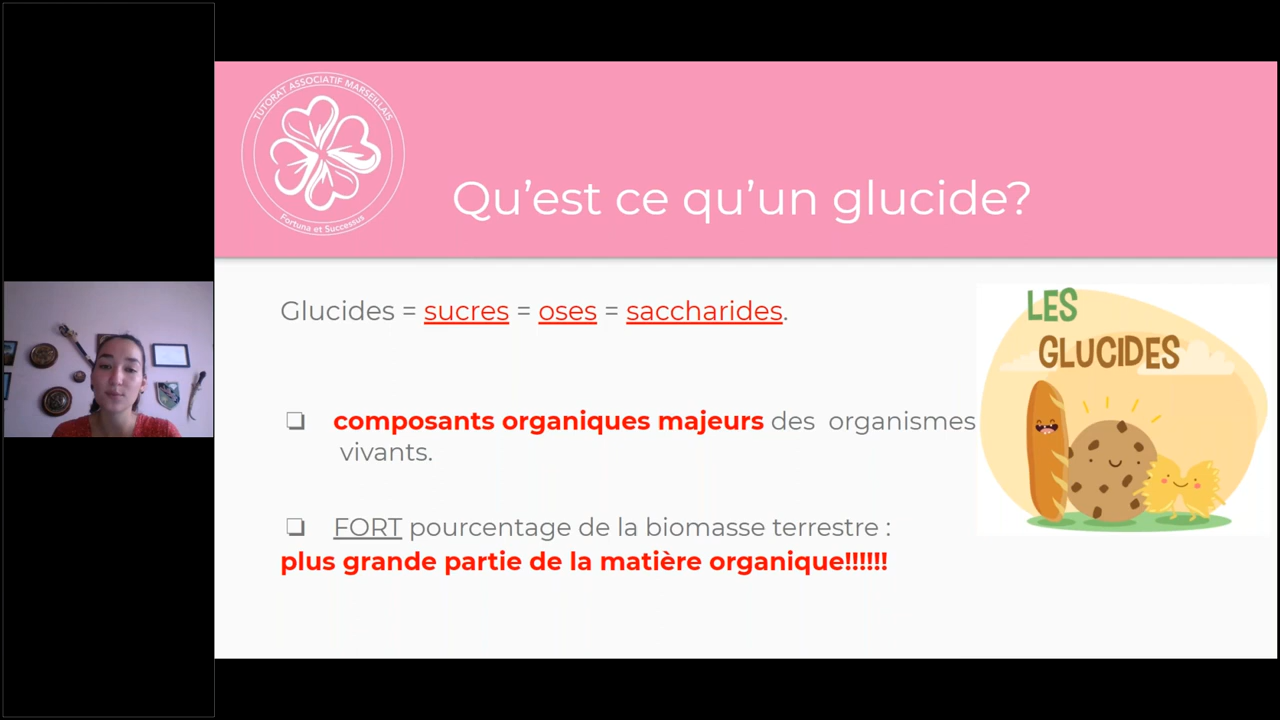 TUTORAT ASSOCIATIF MARSEILLAIS
Fortuna et Successus
Qu’est ce qu’un glucide?
Glucides = sucres = oses = saccharides.
LES
GLUCIDES
❏ composants organiques majeurs des organismes
vivants.
❏ FORT pourcentage de la biomasse terrestre :
plus grande partie de la matière organique!!!!!!